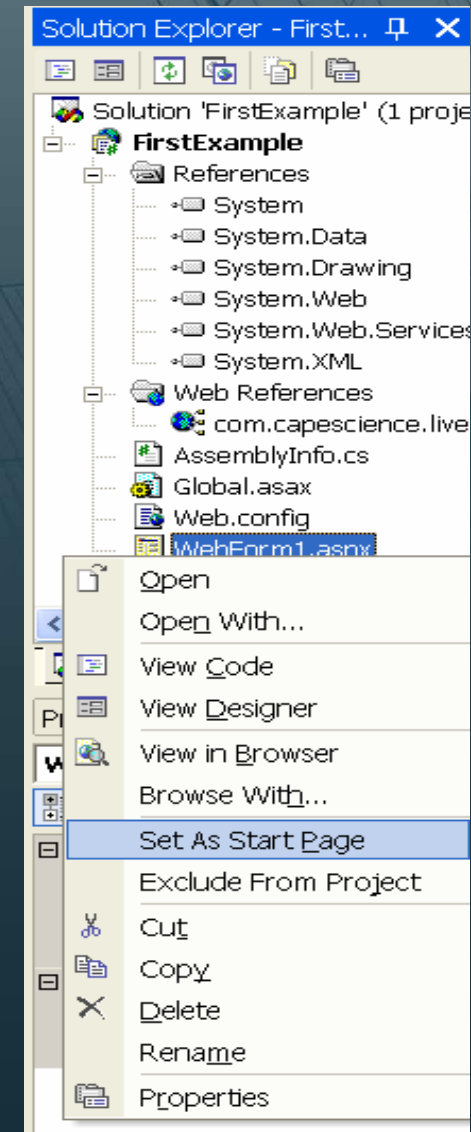 Solution Explorer - First...
Solution 'FirstExample' (1 proje
FirstExample
References
System
System.Data
System.Drawing
System.Web
System.Web.Services
System.XML
Web References
com.capescience.live
AssemblyInfo.cs
Global.asax
Web.config
WebForm1.aspx
Open
Open With...
View Code
View Designer
View in Browser
Browse With...
Set As Start Page
Exclude From Project
Cut
Copy
Delete
Rename
Properties